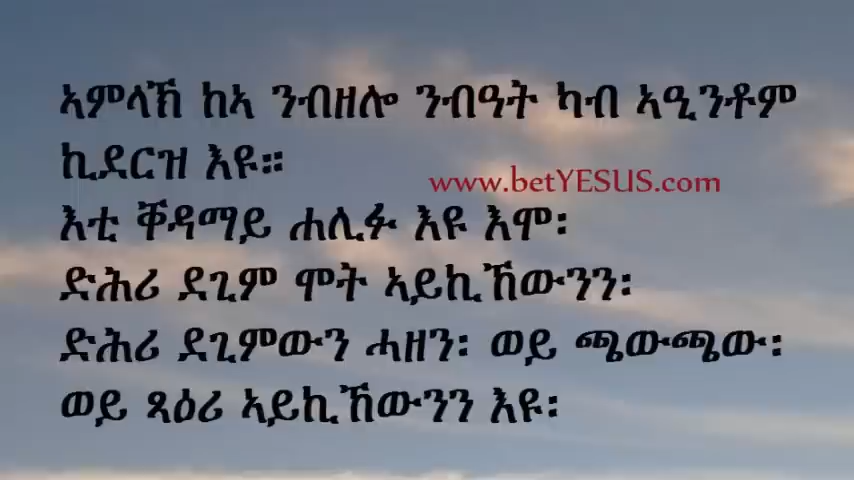 ኣምላኽ ከኣ ንብዘሎ ንብዓት ካብ ኣዒንቶም
ኪደርዝ እዩ።
www.betYESUS.com
እቲ ቐዳማይ ሐሊፉ እዩ እሞ፡
ድሕሪ ደጊም ሞት ኣይኪኸውንን፡
ድሕሪ ደጊምውን ሓዘን፡ ወይ ጫውጫው፡
ወይ ጻዕሪ ኣይኪኸውንን እዩ፡